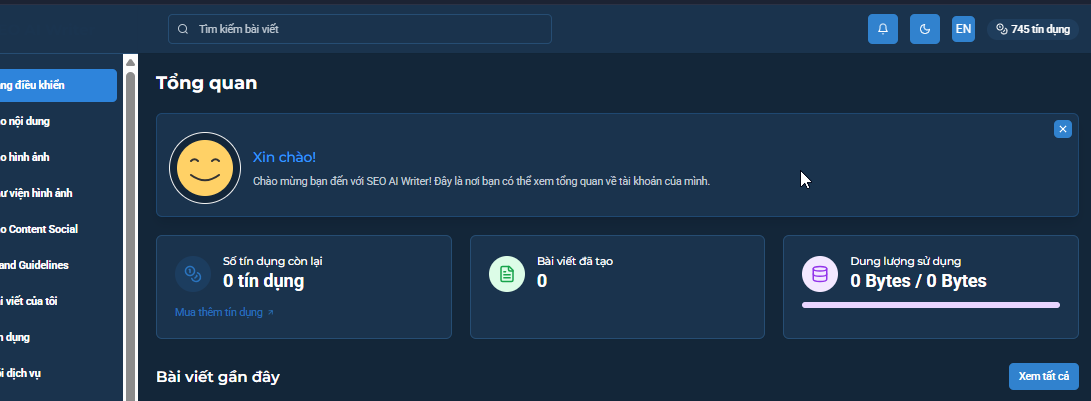 Tìm kiếm bài viết
EN
745 tín dụng
ng điều khiển
o nội dung
o hình ảnh
ư viện hình ảnh
o Content Social
and Guidelines
i viết của tôi
n dụng
i dịch vụ
Tổng quan
Xin chào!
Chào mừng bạn đến với SEO AI Writer! Đây là nơi bạn có thể xem tổng quan về tài khoản của mình.
Số tín dụng còn lại
0 tín dụng
Mua thêm tín dụng
Bài viết đã tạo
0
Dung lượng sử dụng
0 Bytes / 0 Bytes
Bài viết gần đây
Xem tất cả